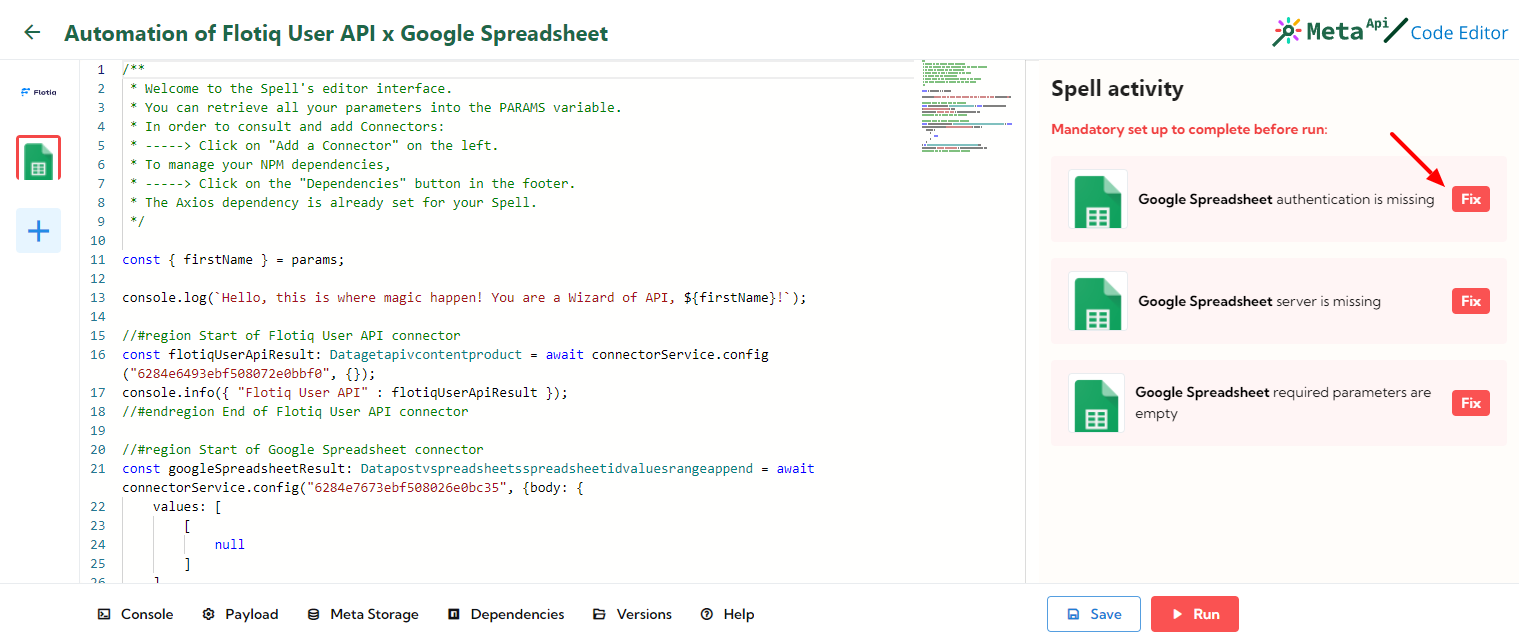 Automation of Flotiq User API x Google Spreadsheet
Meta Api Code Editor
Flotiq
1 /**
2 * Welcome to the Spell's editor interface.
3 * You can retrieve all your parameters into the PARAMS variable.
4 * In order to consult and add Connectors:
5 * -----> Click on "Add a Connector" on the left.
6 * To manage your NPM dependencies,
7 * -----> Click on the "Dependencies" button in the footer.
8 * The Axios dependency is already set for your Spell.
9 */
10
11 const { firstName } = params;
12
13 console.log(`Hello, this is where magic happen! You are a Wizard of API, ${firstName}!`);
14
15 //#region Start of Flotiq User API connector
16 const flotiqUserApiResult: Datagetapivcontentproduct = await connectorService.config
("6284e6493ebf508072e0bbf0", {});
17 console.info({ "Flotiq User API" : flotiqUserApiResult });
18 //#endregion End of Flotiq User API connector
19
20 //#region Start of Google Spreadsheet connector
21 const googleSpreadsheetResult: Datapostvspreadsheetsspreadsheetidvaluesrangeappend = await
connectorService.config("6284e7673ebf508026e0bc35", {body: {
22 values: [
23 [
24 null
25 ]
26 ]
Spell activity
Mandatory set up to complete before run:
Google Spreadsheet authentication is missing
Fix
Google Spreadsheet server is missing
Fix
Google Spreadsheet required parameters are
empty
Fix
Console Payload Meta Storage Dependencies Versions Help
Save Run